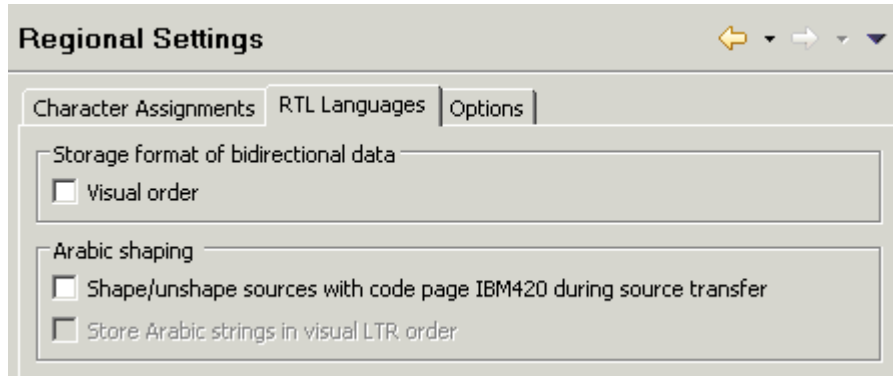 Regional Settings
Character Assignments RTL Languages Options
Storage format of bidirectional data
Visual order
Arabic shaping
Shape/unshape sources with code page IBM420 during source transfer
Store Arabic strings in visual LTR order